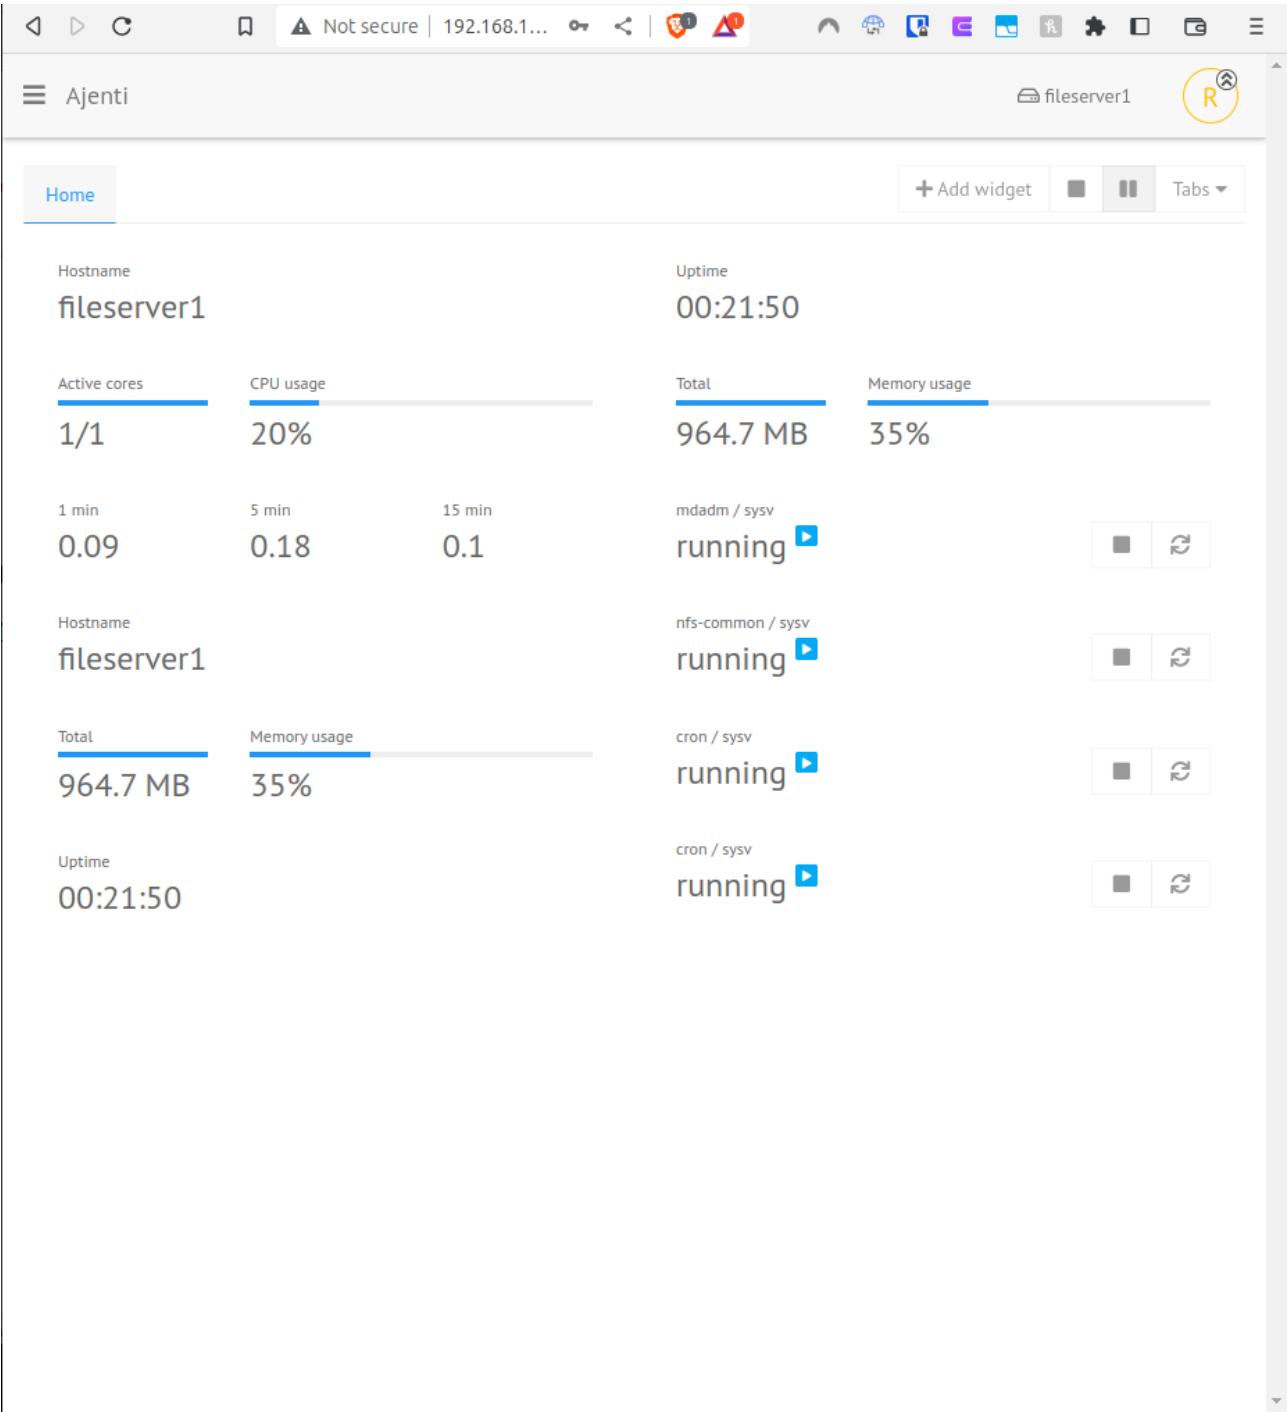 Not secure | 192.168.1...
1
1
Ajenti
fileserver1
R
Home
Add widget
Tabs
Hostname
fileserver1
Uptime
00:21:50
Active cores
1/1
CPU usage
20%
Total
964.7 MB
Memory usage
35%
1 min
0.09
5 min
0.18
15 min
0.1
mdadm / sysv
running
Hostname
fileserver1
nfs-common / sysv
running
Total
964.7 MB
Memory usage
35%
cron / sysv
running
Uptime
00:21:50
cron / sysv
running